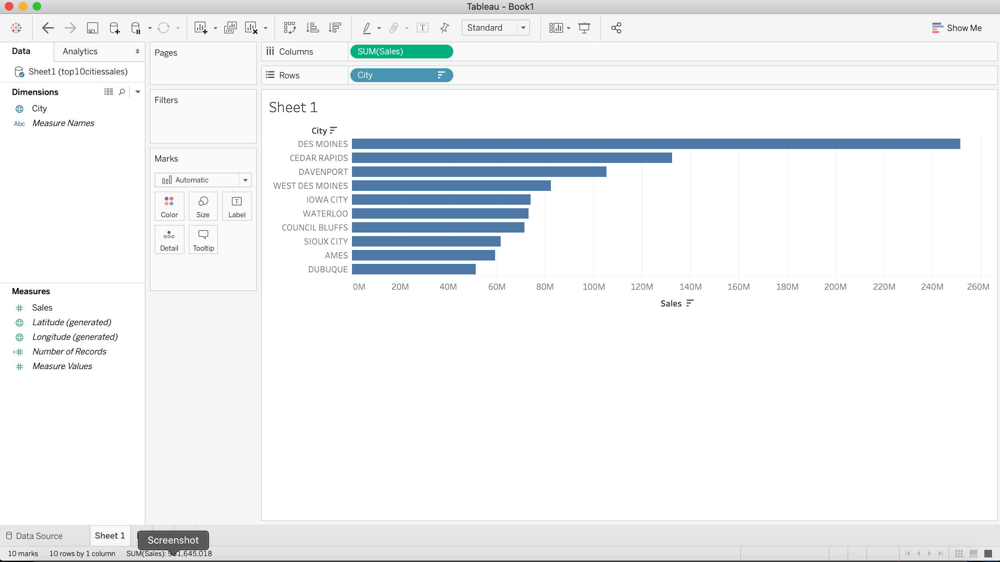 Tableau - Book1
Standard
Show Me
Data
Analytics
Sheet1 (top10citiessales)
Dimensions
City
Abc Measure Names
Measures
Sales
Latitude (generated)
Longitude (generated)
Number of Records
Measure Values
Pages
Filters
Marks
Automatic
Color Size Label
Detail Tooltip
Columns SUM(Sales)
Rows City
Sheet 1
City
DES MOINES
CEDAR RAPIDS
DAVENPORT
WEST DES MOINES
IOWA CITY
WATERLOO
COUNCIL BLUFFS
SIOUX CITY
AMES
DUBUQUE
0M 20M 40M 60M 80M 100M 120M 140M 160M 180M 200M 220M 240M 260M
Sales
Data Source Sheet 1
Screenshot
10 marks 10 rows by 1 column SUM(Sales):